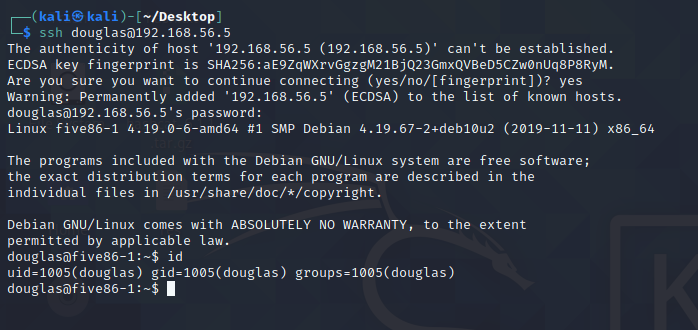 ┌──(kali㉿kali)-[~/Desktop]
└─$ ssh douglas@192.168.56.5
The authenticity of host '192.168.56.5 (192.168.56.5)' can't be established.
ECDSA key fingerprint is SHA256:aE9ZqWXrvGgzgM21BjQ23GmxQVBeD5CZw0nUq8P8RyM.
Are you sure you want to continue connecting (yes/no/[fingerprint])? yes
Warning: Permanently added '192.168.56.5' (ECDSA) to the list of known hosts.
douglas@192.168.56.5's password:
Linux five86-1 4.19.0-6-amd64 #1 SMP Debian 4.19.67-2+deb10u2 (2019-11-11) x86_64
The programs included with the Debian GNU/Linux system are free software;
the exact distribution terms for each program are described in the
individual files in /usr/share/doc/*/copyright.
Debian GNU/Linux comes with ABSOLUTELY NO WARRANTY, to the extent
permitted by applicable law.
douglas@five86-1:~$ id
uid=1005(douglas) gid=1005(douglas) groups=1005(douglas)
douglas@five86-1:~$